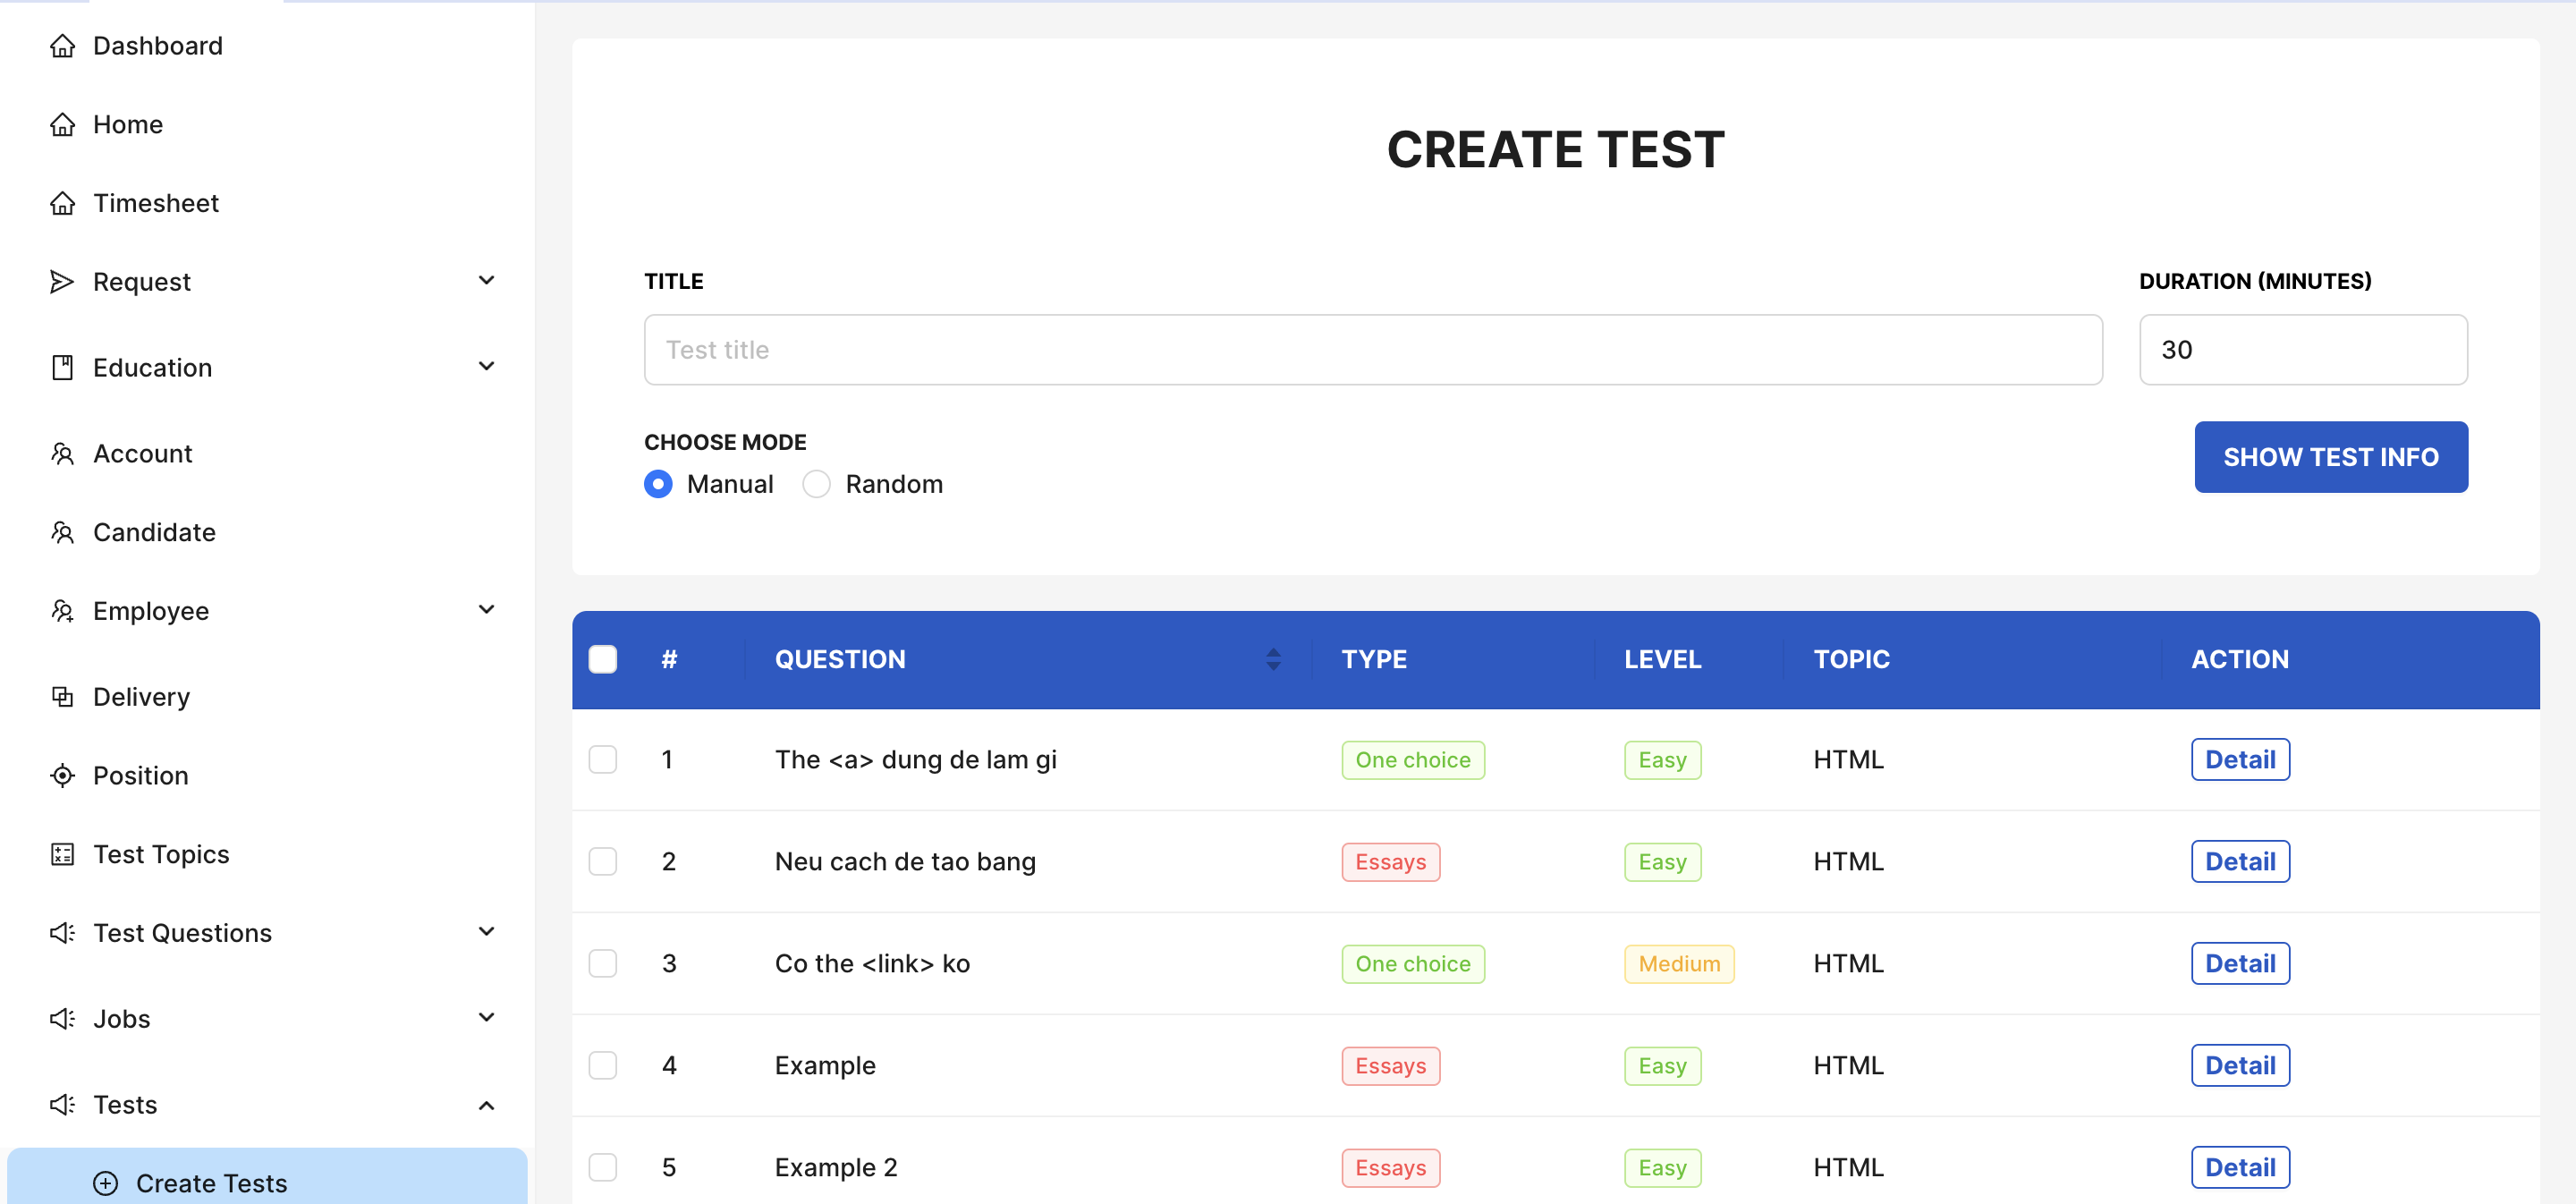 Dashboard
Home
Timesheet
Request
Education
Account
Candidate
Employee
Delivery
Position
Test Topics
Test Questions
Jobs
Tests
Create Tests
CREATE TEST
TITLE
DURATION (MINUTES)
Test title
30
CHOOSE MODE
Manual Random
SHOW TEST INFO
# QUESTION TYPE LEVEL TOPIC ACTION
1 The <a> dung de lam gi One choice Easy HTML Detail
2 Neu cach de tao bang Essays Easy HTML Detail
3 Co the <link> ko One choice Medium HTML Detail
4 Example Essays Easy HTML Detail
5 Example 2 Essays Easy HTML Detail